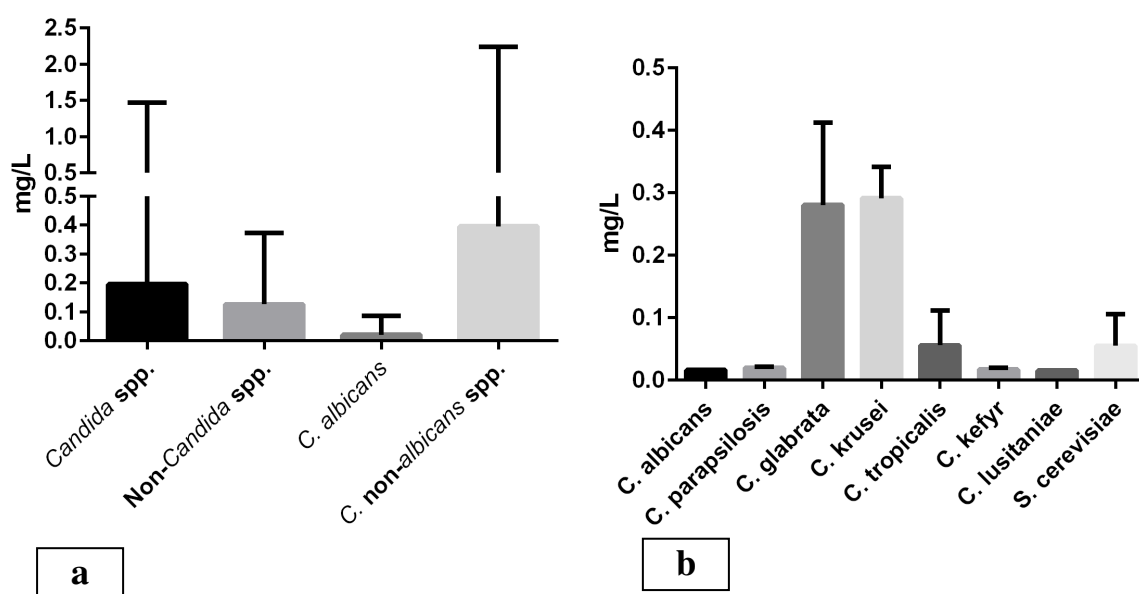 2.5
2.0
1.5
1.0
0.5
0.5
0.4
0.3
0.2
0.1
0.0
mg/L
Candida spp.
Non-Candida spp.
C. albicans
C. non-albicans spp.
a
0.5
0.4
0.3
0.2
0.1
0.0
mg/L
C. albicans
C. parapsilosis
C. glabrata
C. krusei
C. tropicalis
C. kefyr
C. lusitaniae
S. cerevisiae
b